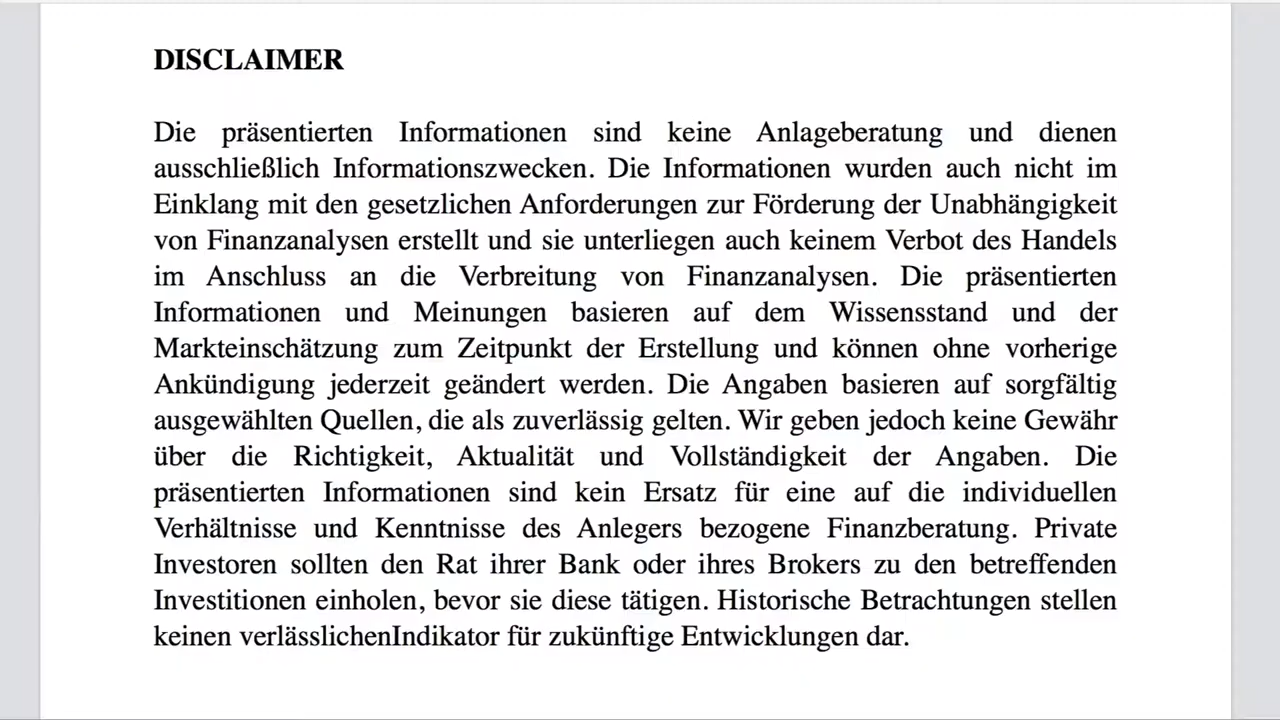 DISCLAIMER
Die präsentierten Informationen sind keine Anlageberatung und dienen
ausschließlich Informationszwecken. Die Informationen wurden auch nicht im
Einklang mit den gesetzlichen Anforderungen zur Förderung der Unabhängigkeit
von Finanzanalysen erstellt und sie unterliegen auch keinem Verbot des Handels
im Anschluss an die Verbreitung von Finanzanalysen. Die präsentierten
Informationen und Meinungen basieren auf dem Wissensstand und der
Markteinschätzung zum Zeitpunkt der Erstellung und können ohne vorherige
Ankündigung jederzeit geändert werden. Die Angaben basieren auf sorgfältig
ausgewählten Quellen, die als zuverlässig gelten. Wir geben jedoch keine Gewähr
über die Richtigkeit, Aktualität und Vollständigkeit der Angaben. Die
präsentierten Informationen sind kein Ersatz für eine auf die individuellen
Verhältnisse und Kenntnisse des Anlegers bezogene Finanzberatung. Private
Investoren sollten den Rat ihrer Bank oder ihres Brokers zu den betreffenden
Investitionen einholen, bevor sie diese tätigen. Historische Betrachtungen stellen
keinen verlässlichenIndikator für zukünftige Entwicklungen dar.